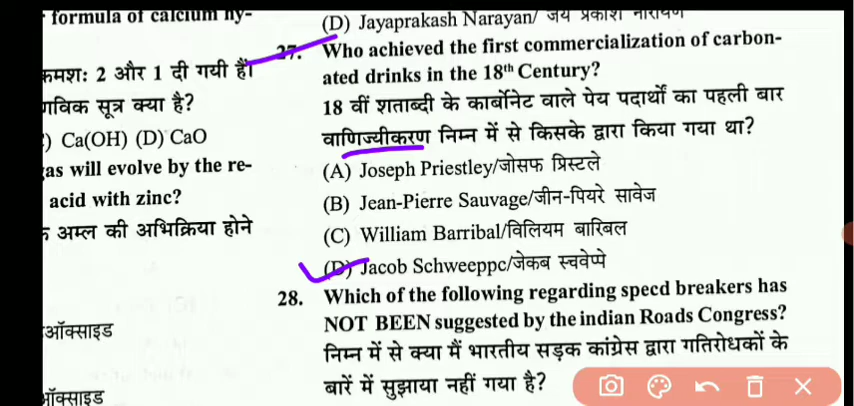 formula of calcium hy-
क्रमशः 2 और 1 दी गयी हैं।
णविक सूत्र क्या है?
) Ca(OH) (D) CaO
as will evolve by the re-
acid with zinc?
अम्ल की अभिक्रिया होने
ऑक्साइड
ऑक्साइड
(D) Jayaprakash Narayan/ जय प्रकाश नारायण
27. Who achieved the first commercialization of carbon-
ated drinks in the 18th Century?
18 वीं शताब्दी के कार्बोनेट वाले पेय पदार्थों का पहली बार
वाणिज्यीकरण निम्न में से किसके द्वारा किया गया था?
(A) Joseph Priestley/जोसफ प्रिस्टले
(B) Jean-Pierre Sauvage/जीन-पियरे सावेज
(C) William Barribal/विलियम बारिबल
(D) Jacob Schweeppc/जेकब स्चवेप्पे
28. Which of the following regarding specd breakers has
NOT BEEN suggested by the indian Roads Congress?
निम्न में से क्या मैं भारतीय सड़क कांग्रेस द्वारा गतिरोधकों के
बारें में सुझाया नहीं गया है?